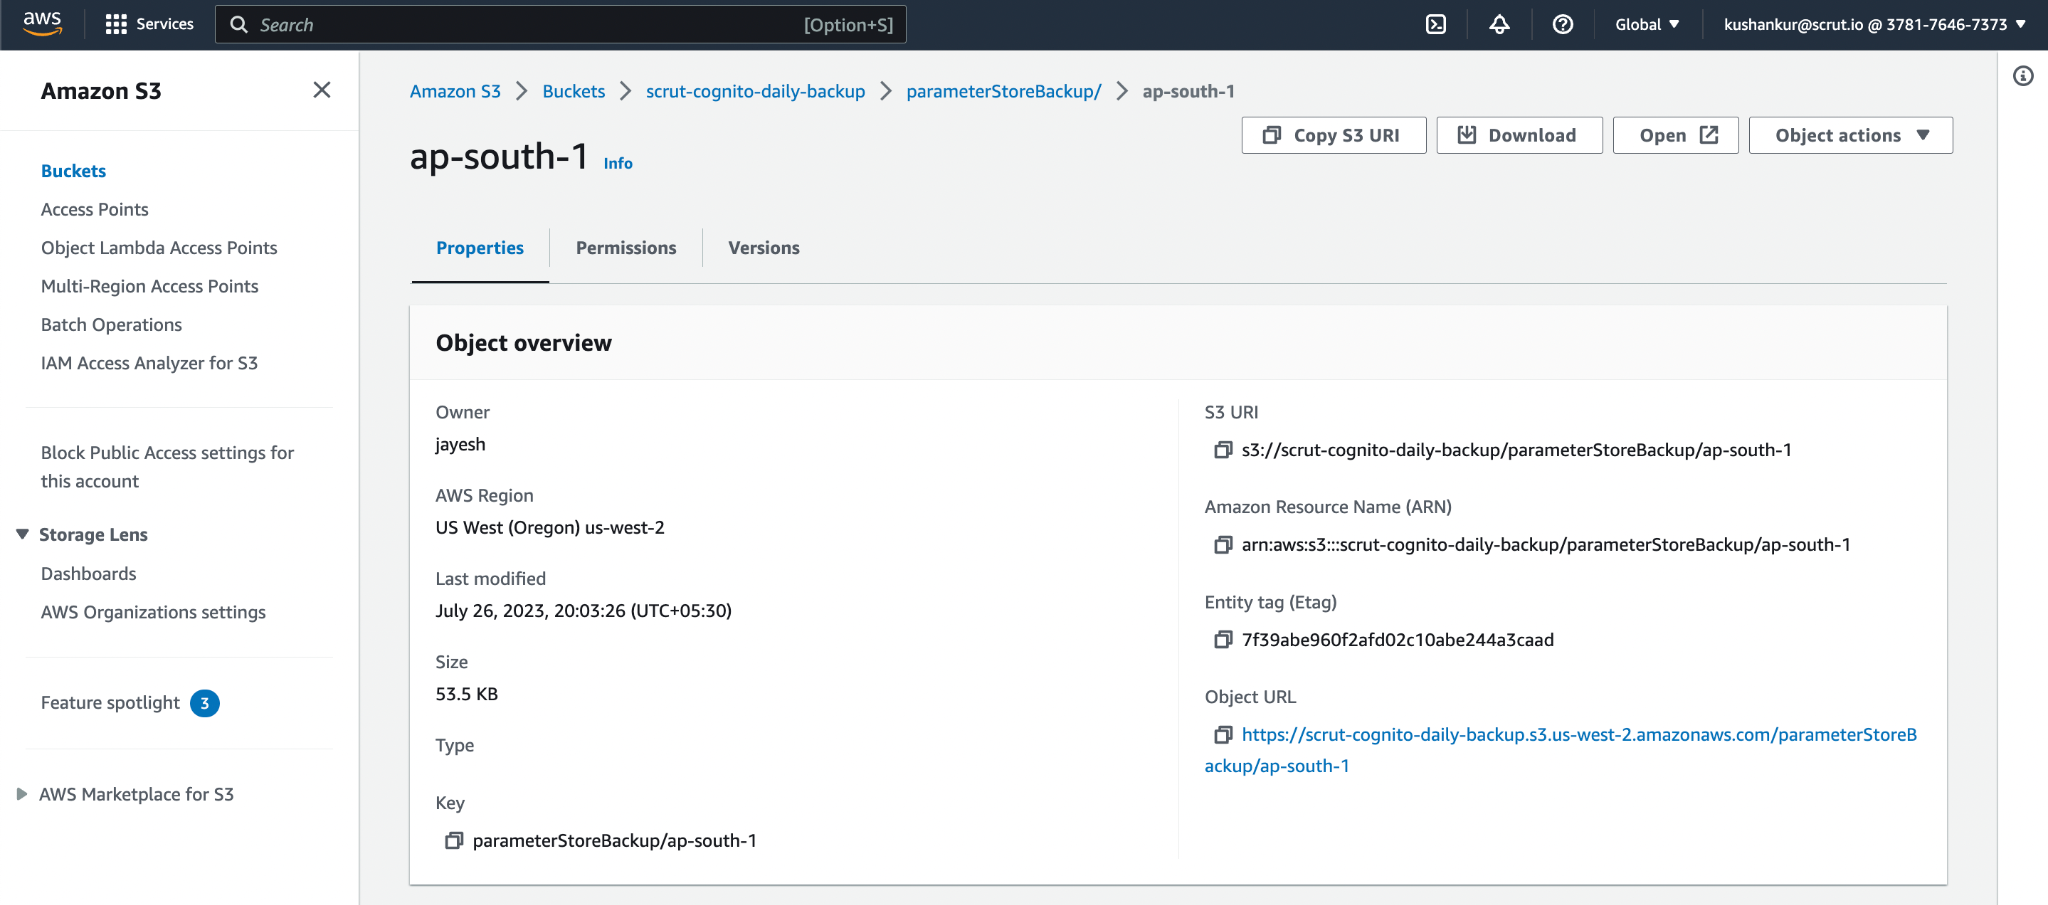 aws
Services
Search
[Option+S]
Global
kushankur@scrut.io @ 3781-7646-7373
Amazon S3
Buckets
Access Points
Object Lambda Access Points
Multi-Region Access Points
Batch Operations
IAM Access Analyzer for S3
Block Public Access settings for
this account
Storage Lens
Dashboards
AWS Organizations settings
Feature spotlight 3
AWS Marketplace for S3
Amazon S3 > Buckets > scrut-cognito-daily-backup > parameterStoreBackup/ > ap-south-1
ap-south-1 Info
Copy S3 URI
Download
Open
Object actions
Properties
Permissions
Versions
Object overview
Owner
jayesh
AWS Region
US West (Oregon) us-west-2
Last modified
July 26, 2023, 20:03:26 (UTC+05:30)
Size
53.5 KB
Type
Key
parameterStoreBackup/ap-south-1
S3 URI
s3://scrut-cognito-daily-backup/parameterStoreBackup/ap-south-1
Amazon Resource Name (ARN)
arn:aws:s3:::scrut-cognito-daily-backup/parameterStoreBackup/ap-south-1
Entity tag (Etag)
7f39abe960f2afd02c10abe244a3caad
Object URL
https://scrut-cognito-daily-backup.s3.us-west-2.amazonaws.com/parameterStoreB
ackup/ap-south-1